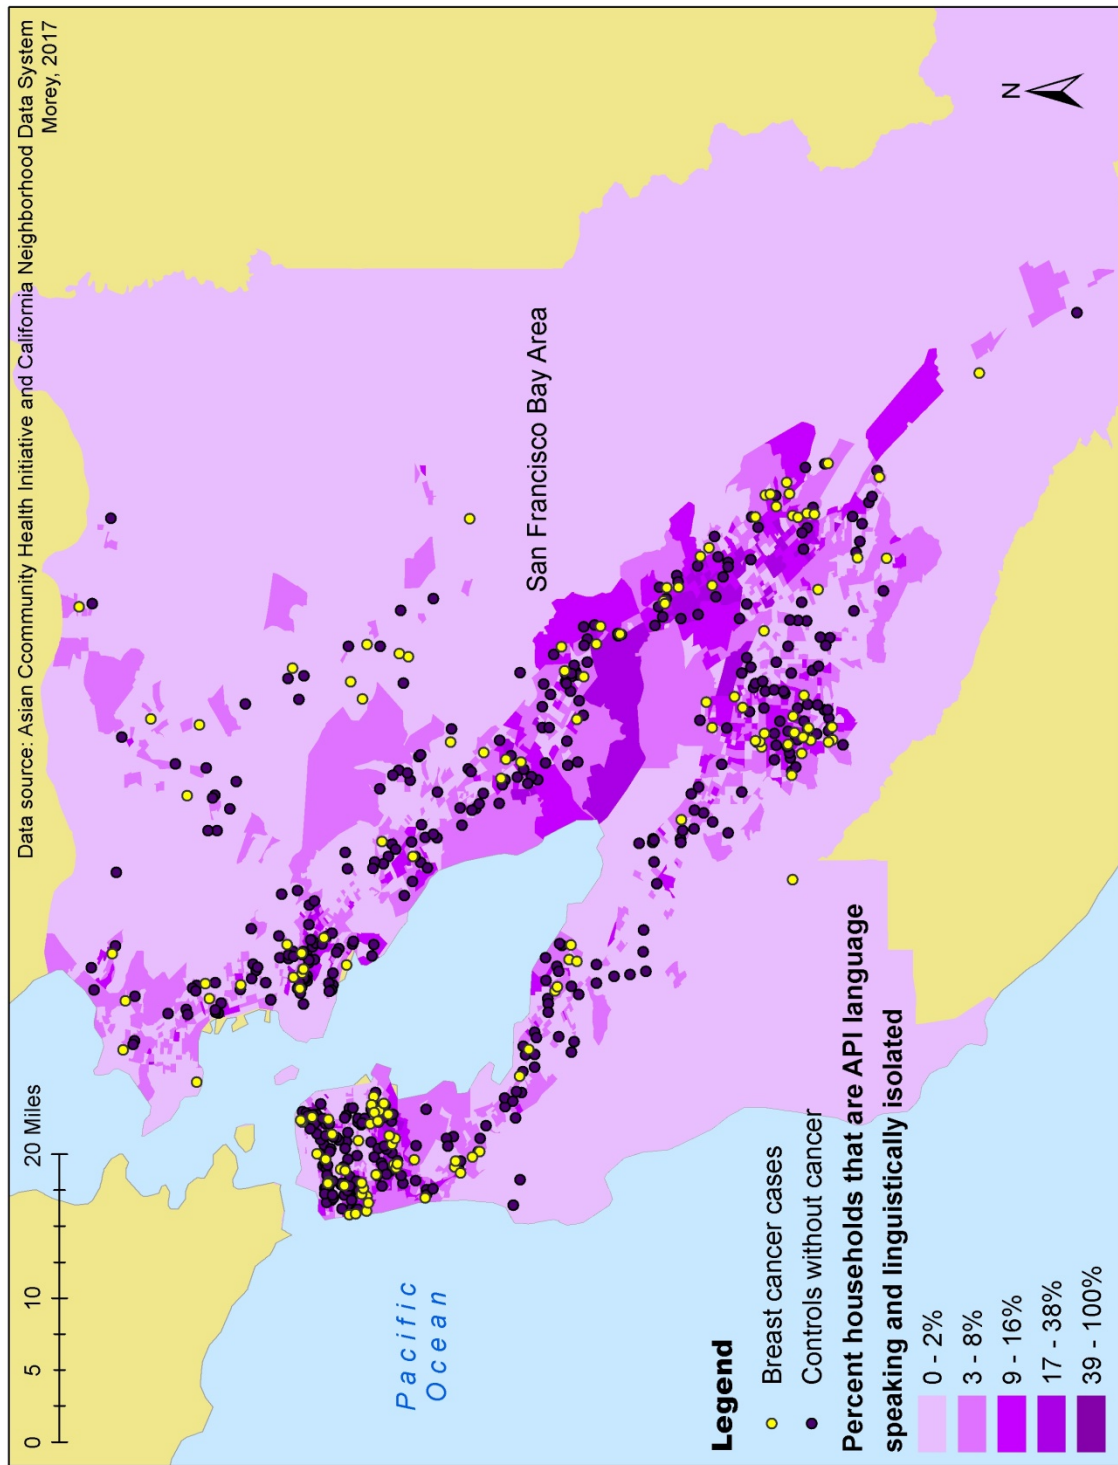 Data source: Asian Ccommunity Health Initiative and California Neighborhood Data System
Morey, 2017
0 5 10 20 Miles
San Francisco Bay Area
N
Pacific
Ocean
Legend
Breast cancer cases
Controls without cancer
Percent households that are API language
speaking and linguistically isolated
0 - 2%
3 - 8%
9 - 16%
17 - 38%
39 - 100%